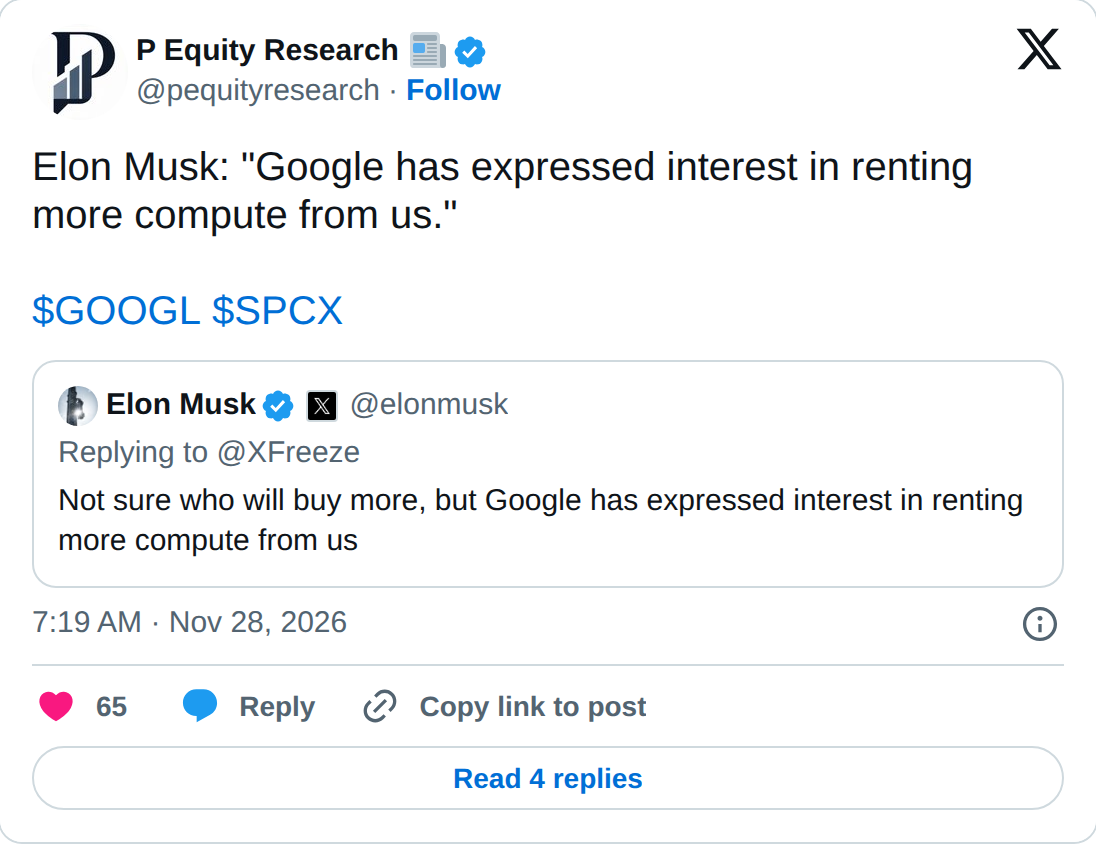 P Equity Research
@pequityresearch · Follow
Elon Musk: "Google has expressed interest in renting
more compute from us."
$GOOGL $SPCX
Elon Musk @elonmusk
Replying to @XFreeze
Not sure who will buy more, but Google has expressed interest in renting
more compute from us
7:19 AM · Nov 28, 2026
65 Reply Copy link to post
Read 4 replies